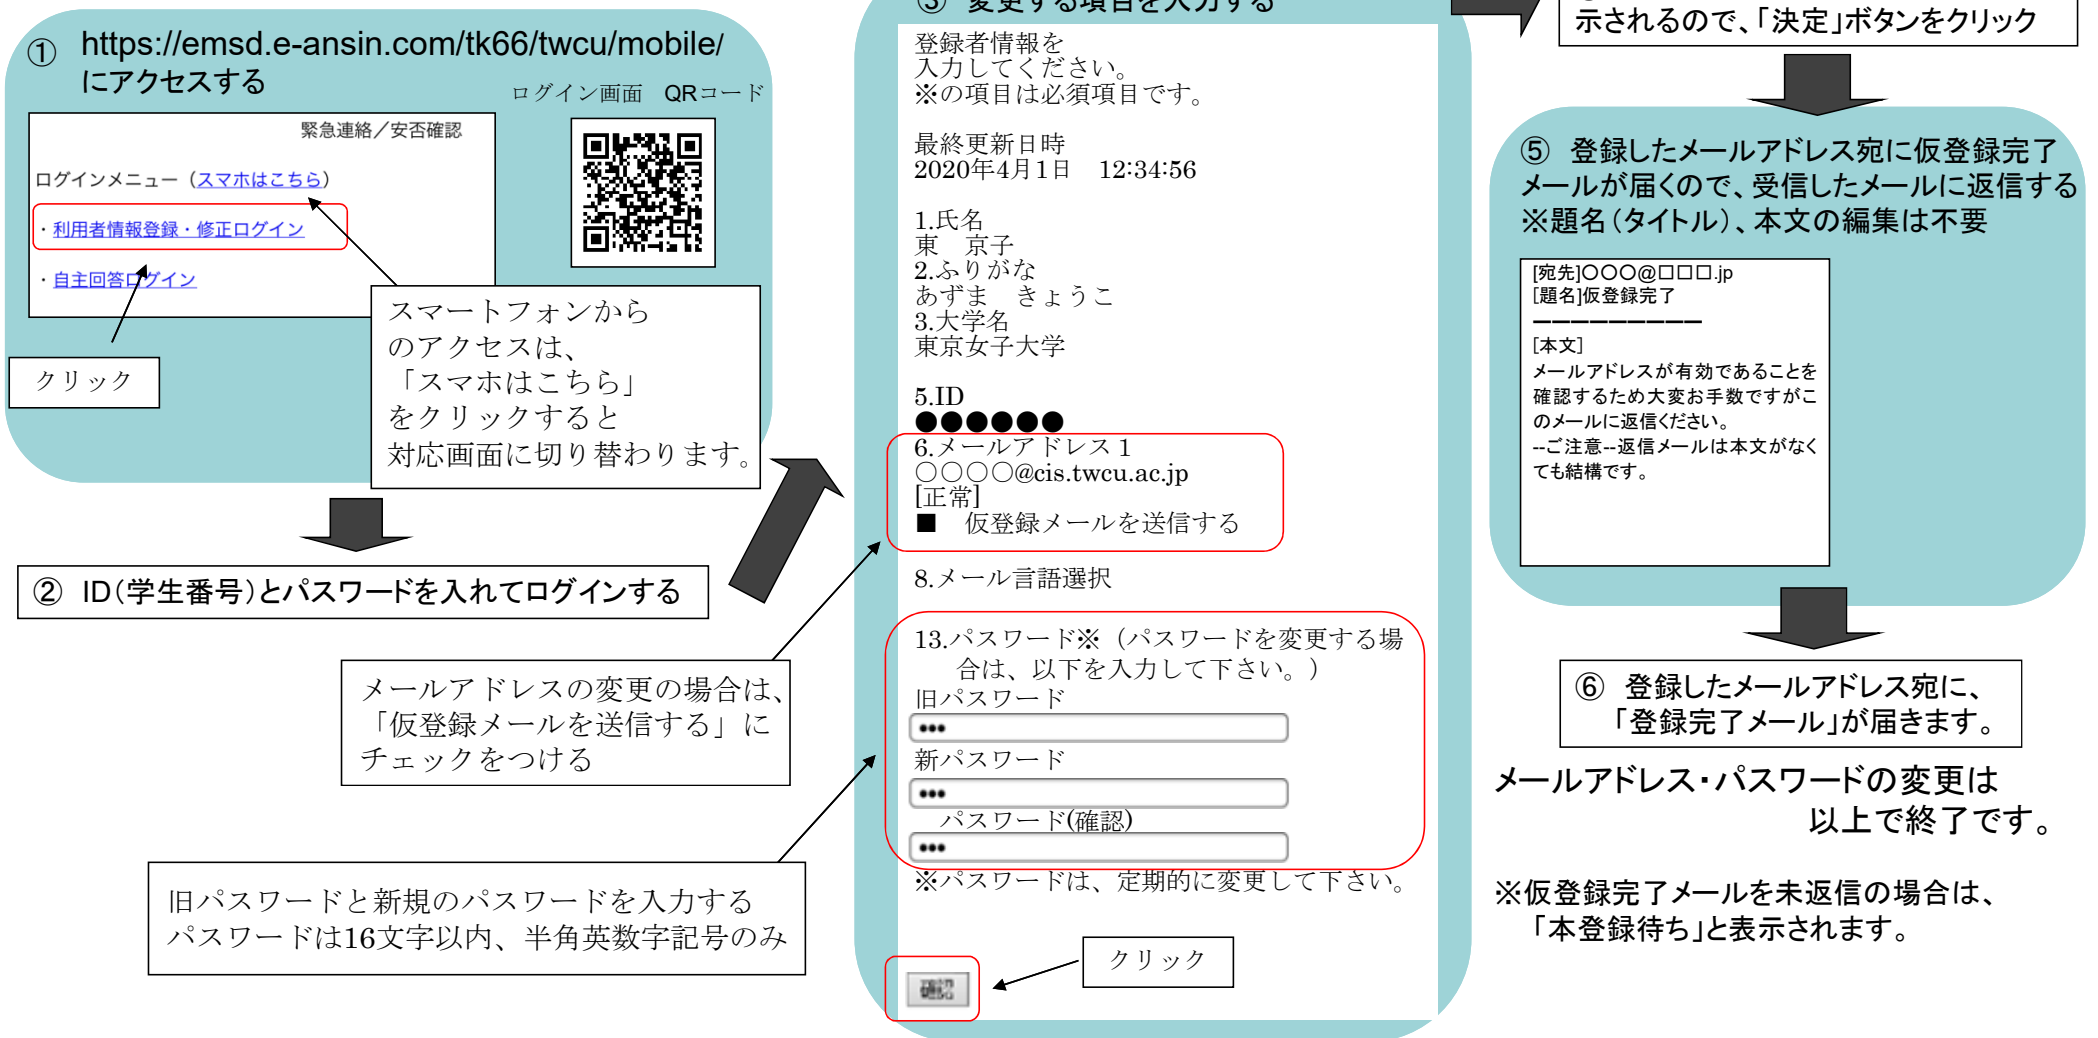 ① https://emsd.e-ansin.com/tk66/twcu/mobile/
にアクセスする
ログイン画面 QRコード
緊急連絡／安否確認
ログインメニュー（スマホはこちら）
・利用者情報登録・修正ログイン
・自主回答ログイン
クリック
スマートフォンから
のアクセスは、
「スマホはこちら」
をクリックすると
対応画面に切り替わります。
② ID（学生番号）とパスワードを入れてログインする
メールアドレスの変更の場合は、
「仮登録メールを送信する」に
チェックをつける
旧パスワードと新規のパスワードを入力する
パスワードは16文字以内、半角英数字記号のみ
③ 変更する項目を入力する
登録者情報を
入力してください。
※の項目は必須項目です。
最終更新日時
2020年4月1日 12:34:56
1.氏名
東 京子
2.ふりがな
あずま きょうこ
3.大学名
東京女子大学
5.ID
●●●●●●
6.メールアドレス１
○○○○@cis.twcu.ac.jp
[正常]
■ 仮登録メールを送信する
8.メール言語選択
13.パスワード※（パスワードを変更する場
合は、以下を入力して下さい。）
旧パスワード
•••
新パスワード
•••
パスワード(確認)
•••
※パスワードは、定期的に変更して下さい。
クリック
示されるので、「決定」ボタンをクリック
⑤ 登録したメールアドレス宛に仮登録完了
メールが届くので、受信したメールに返信する
※題名（タイトル）、本文の編集は不要
[宛先]〇〇〇@□□□.jp
[題名]仮登録完了
ーーーーーーーーー
[本文]
メールアドレスが有効であることを
確認するため大変お手数ですがこ
のメールに返信ください。
--ご注意--返信メールは本文がなく
ても結構です。
⑥ 登録したメールアドレス宛に、
「登録完了メール」が届きます。
メールアドレス・パスワードの変更は
以上で終了です。
※仮登録完了メールを未返信の場合は、
「本登録待ち」と表示されます。